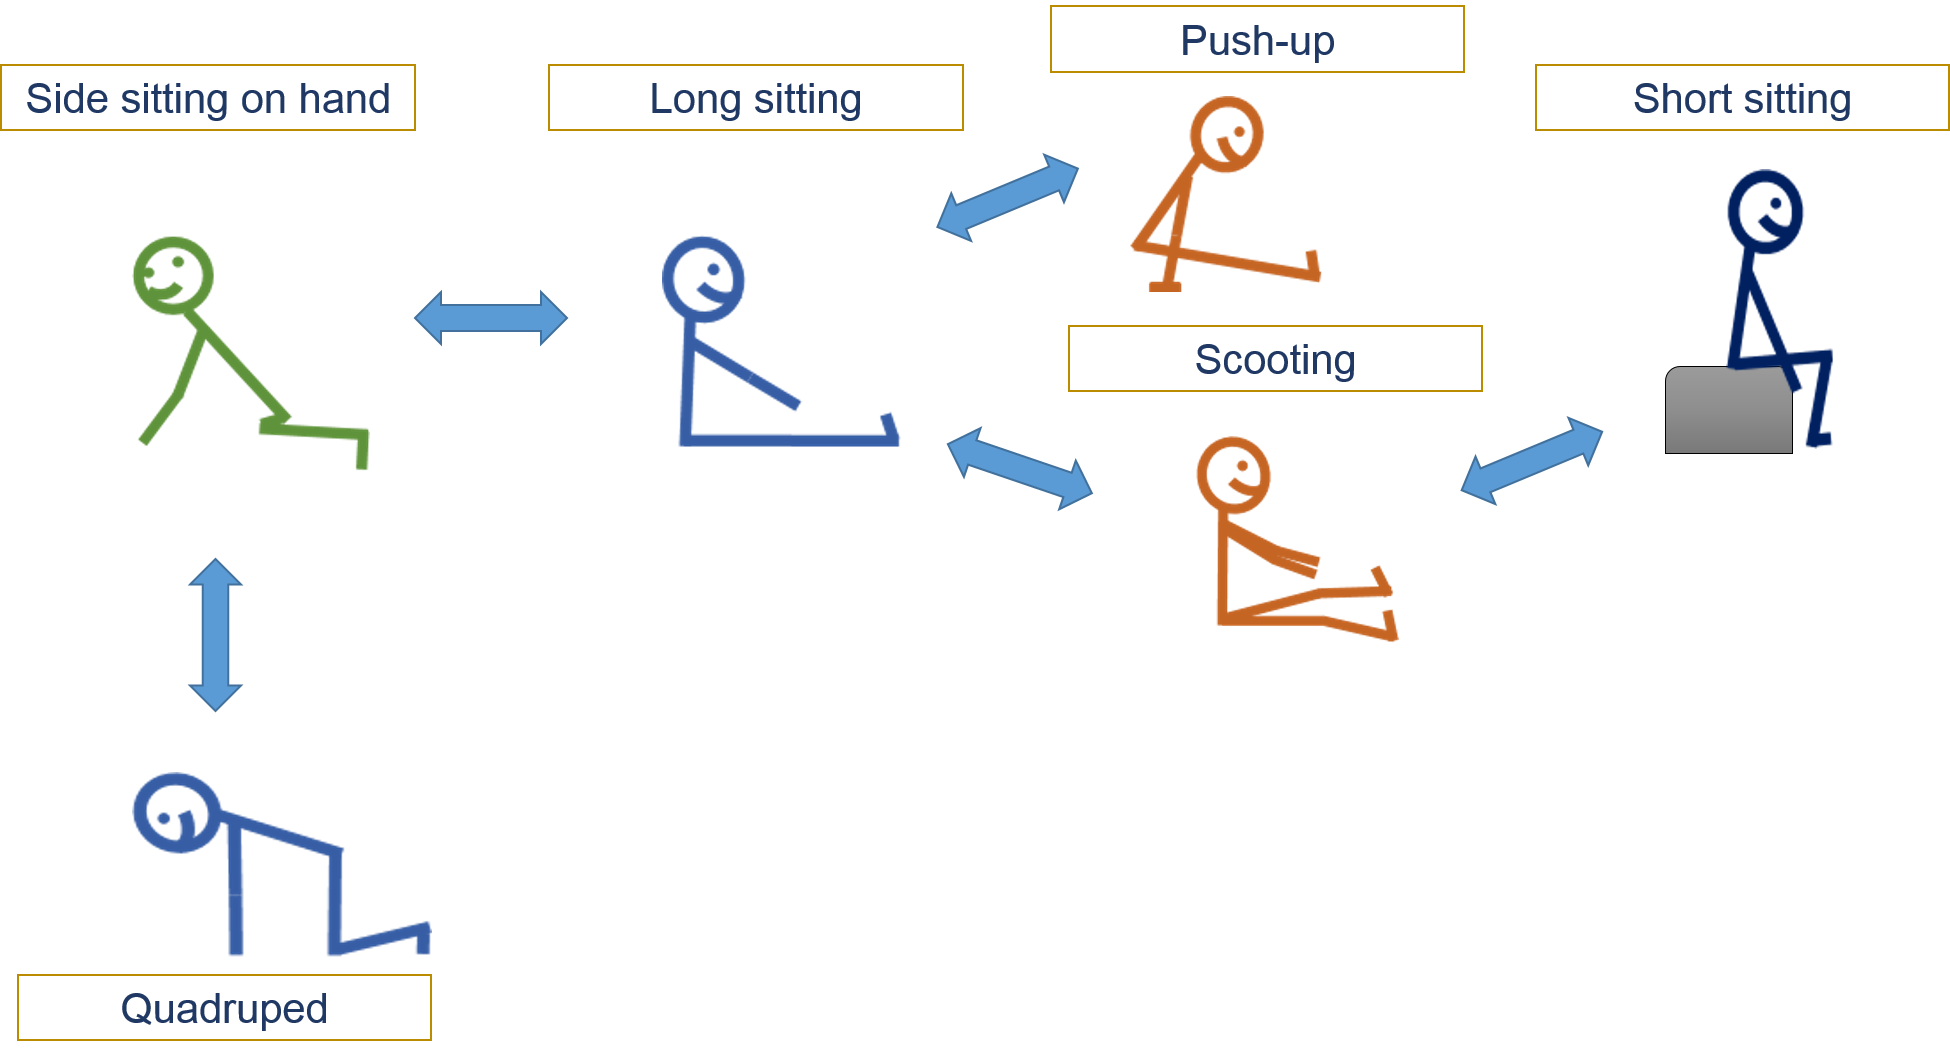 Side sitting on hand
Long sitting
Push-up
Short sitting
Scooting
Quadruped